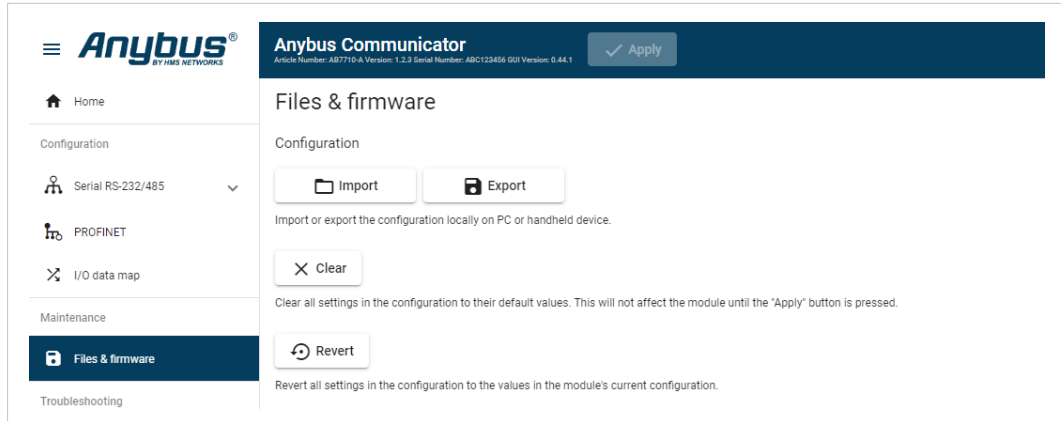 Anybus®
BY HMS NETWORKS
Anybus Communicator
Article Number: AB7710-A Version: 1.2.3 Serial Number: ABC123456 GUI Version: 0.44.1
Apply
Home
Configuration
Serial RS-232/485
PROFINET
I/O data map
Maintenance
Files & firmware
Troubleshooting
Files & firmware
Configuration
Import
Export
Import or export the configuration locally on PC or handheld device.
Clear
Clear all settings in the configuration to their default values. This will not affect the module until the "Apply" button is pressed.
Revert
Revert all settings in the configuration to the values in the module's current configuration.